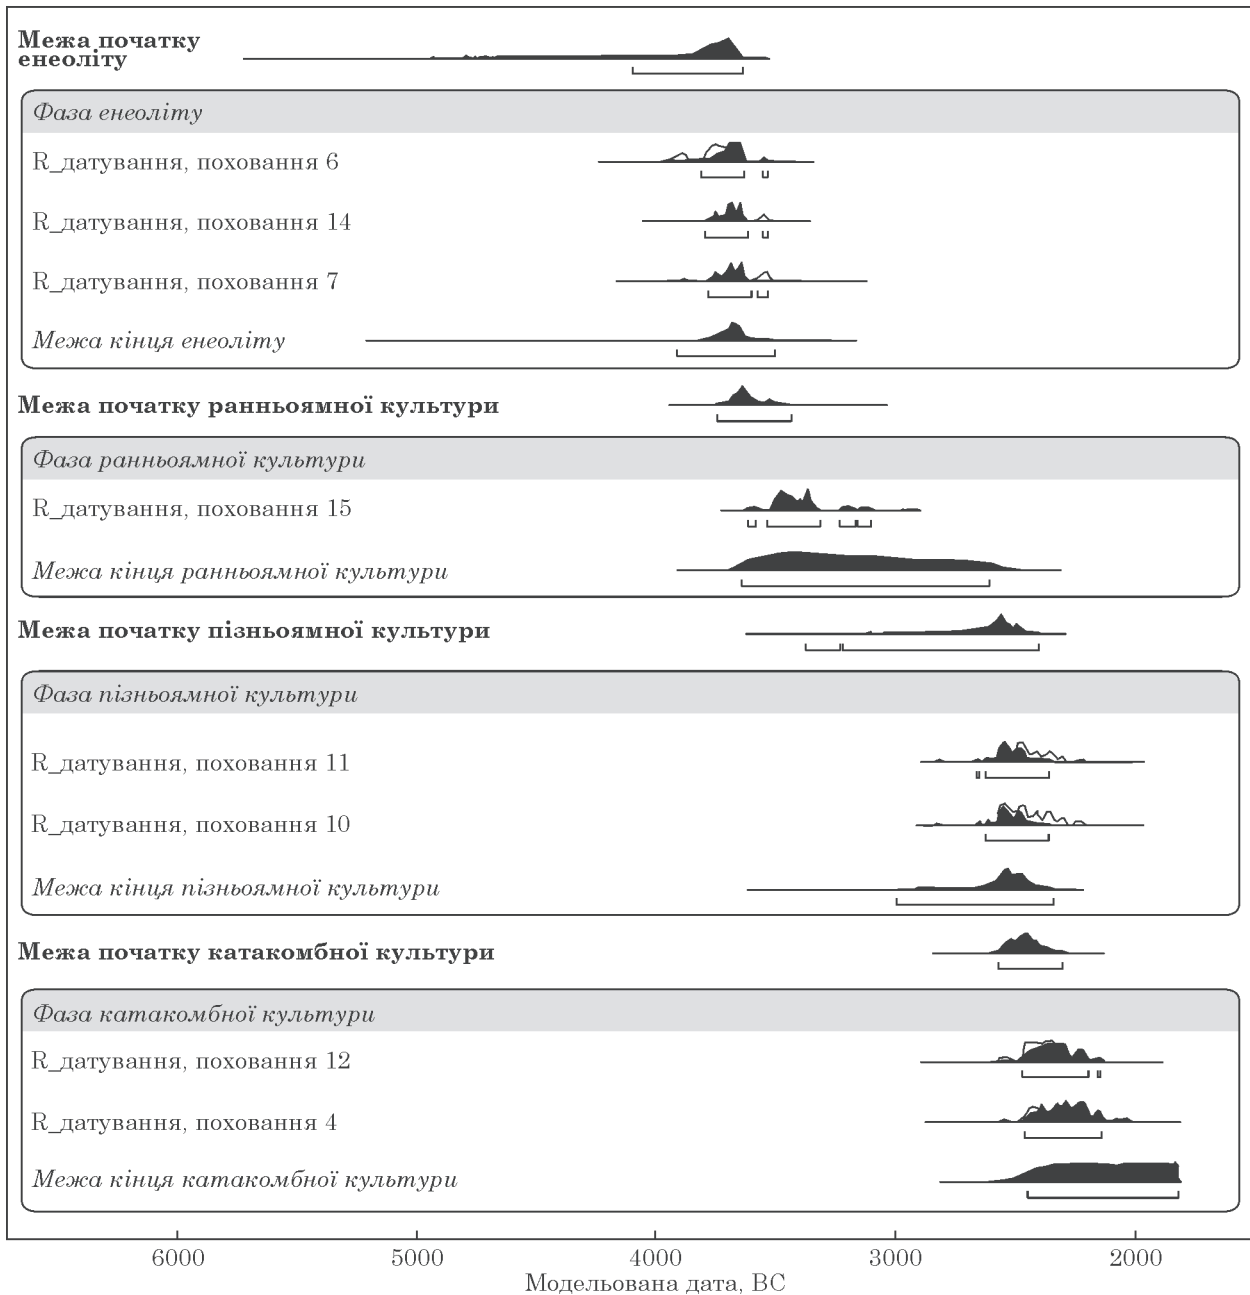 Межа початку
енеоліту
Фаза енеоліту
R_датування, поховання 6
R_датування, поховання 14
R_датування, поховання 7
Межа кінця енеоліту
Межа початку ранньоямної культури
Фаза ранньоямної культури
R_датування, поховання 15
Межа кінця ранньоямної культури
Межа початку пізньоямної культури
Фаза пізньоямної культури
R_датування, поховання 11
R_датування, поховання 10
Межа кінця пізньоямної культури
Межа початку катакомбної культури
Фаза катакомбної культури
R_датування, поховання 12
R_датування, поховання 4
Межа кінця катакомбної культури
6000 5000 4000 3000 2000
Модельована дата, BC